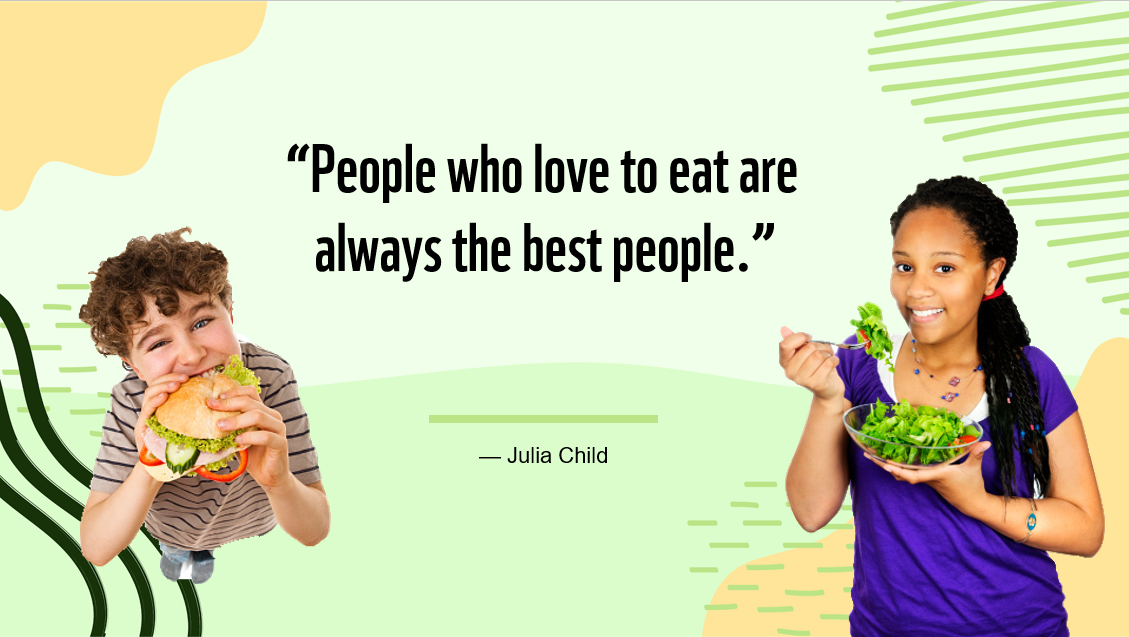 “People who love to eat are
always the best people.”
— Julia Child